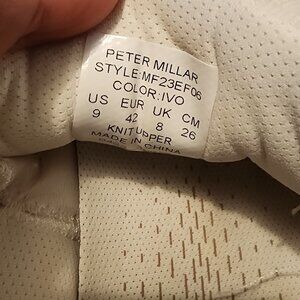 PETER MILLAR
STYLE:MF23EF06
COLOR:IVO
US EUR UK CM
9 42 8 26
KNIT UPPER
MADE IN CHINA